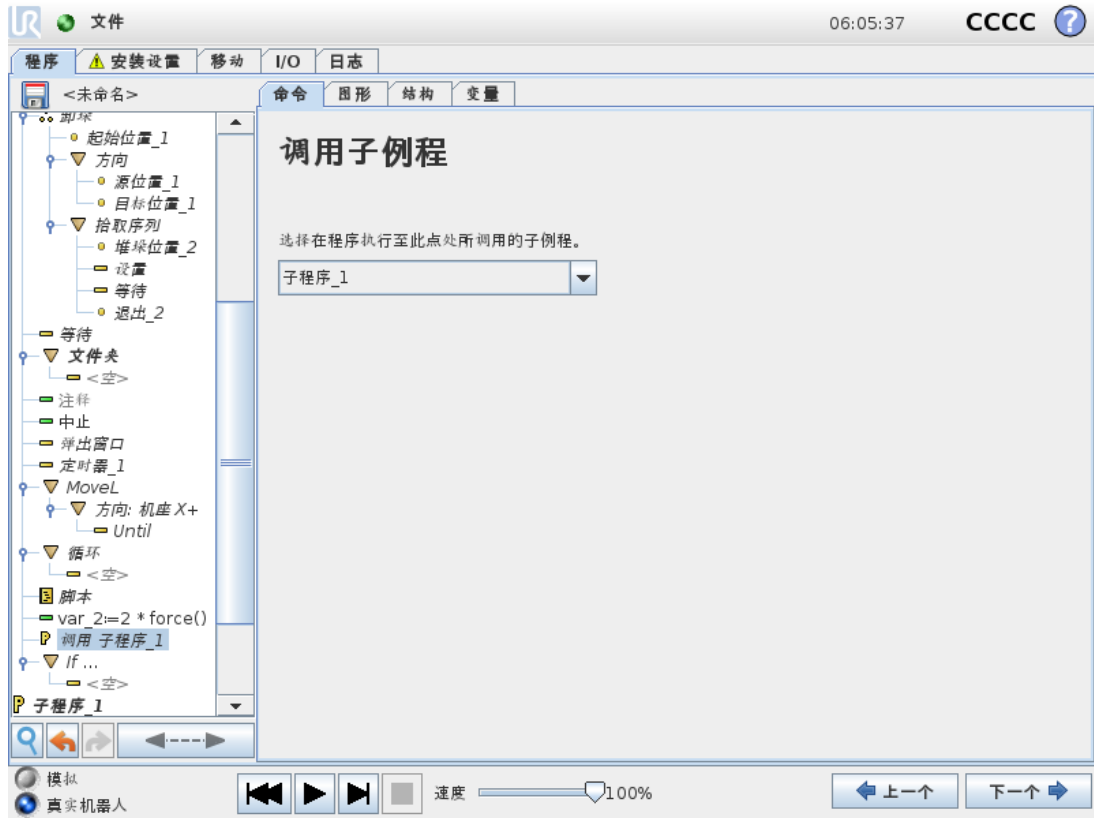 UR 文件 06:05:37 CCCC ?
程序 安装设置 移动 I/O 日志
<未命名>
命令 图形 结构 变量
卸垛
起始位置_1
方向
源位置_1
目标位置_1
拾取序列
堆垛位置_2
设置
等待
退出_2
等待
文件夹
<空>
注释
中止
弹出窗口
定时器_1
MoveL
方向: 机座 X+
Until
循环
<空>
脚本
var_2:=2 * force()
调用 子程序_1
If ...
<空>
子程序_1
调用子例程
选择在程序执行至此点处所调用的子例程。
子程序_1
模拟
真实机器人
速度 100%
上一个 下一个